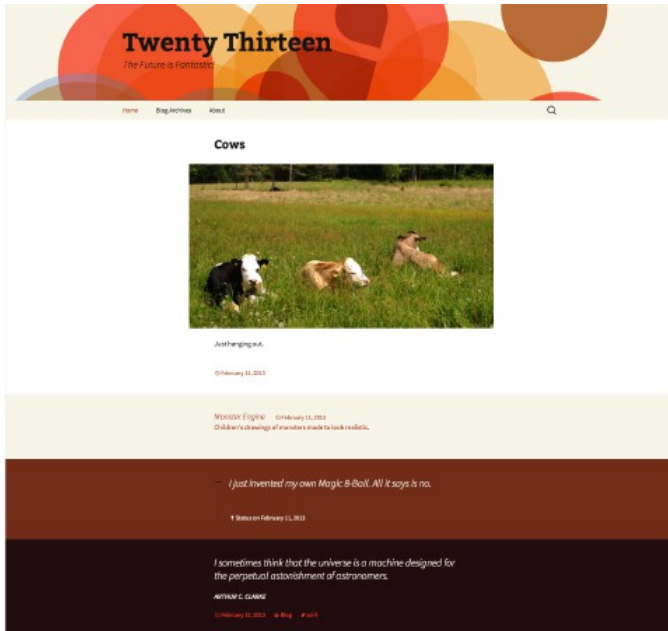 Twenty Thirteen
The Future is Fantastic!
Home Blog Archives About
Cows
Just hanging out.
February 11, 2013
Monster Engine February 11, 2013
Children's drawings of monsters made to look realistic.
I just invented my own Magic 8-Ball. All it says is no.
Status on February 11, 2013
I sometimes think that the universe is a machine designed for
the perpetual astonishment of astronomers.
ARTHUR C. CLARKE
February 11, 2013 Blog sci-fi